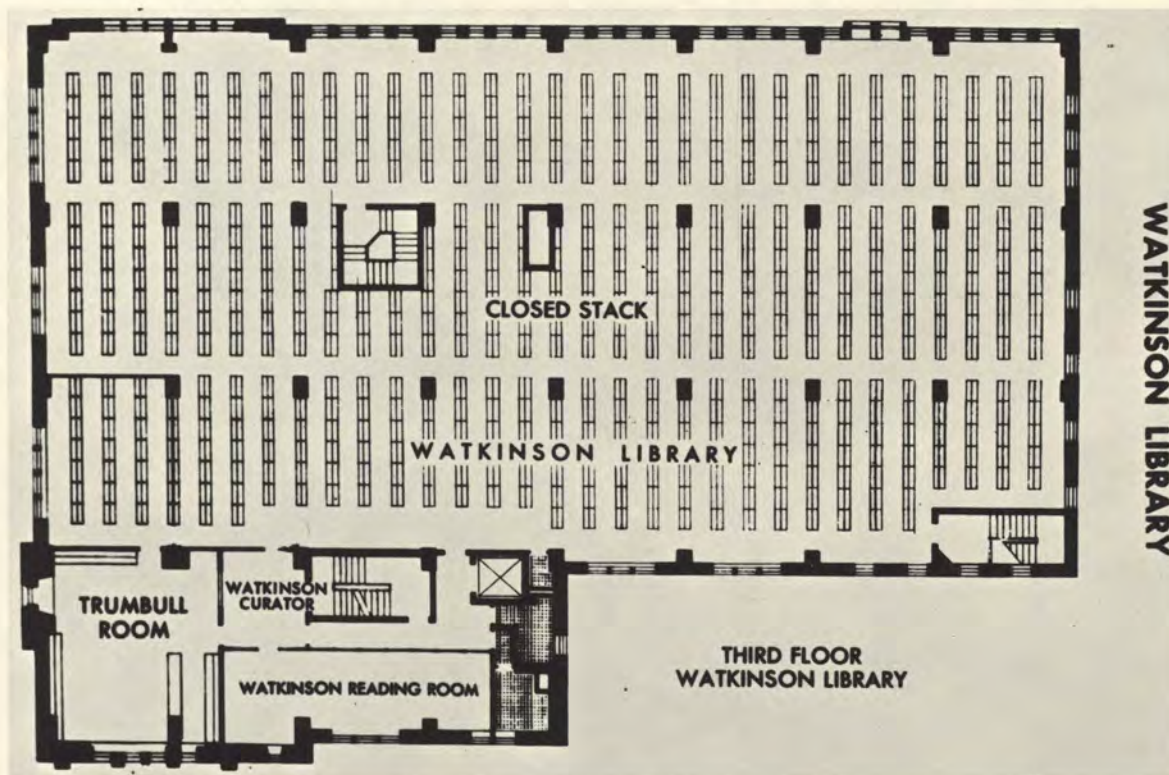 CLOSED STACK
WATKINSON LIBRARY
TRUMBULL
ROOM
WATKINSON
CURATOR
WATKINSON READING ROOM
THIRD FLOOR
WATKINSON LIBRARY
WATKINSON LIBRARY